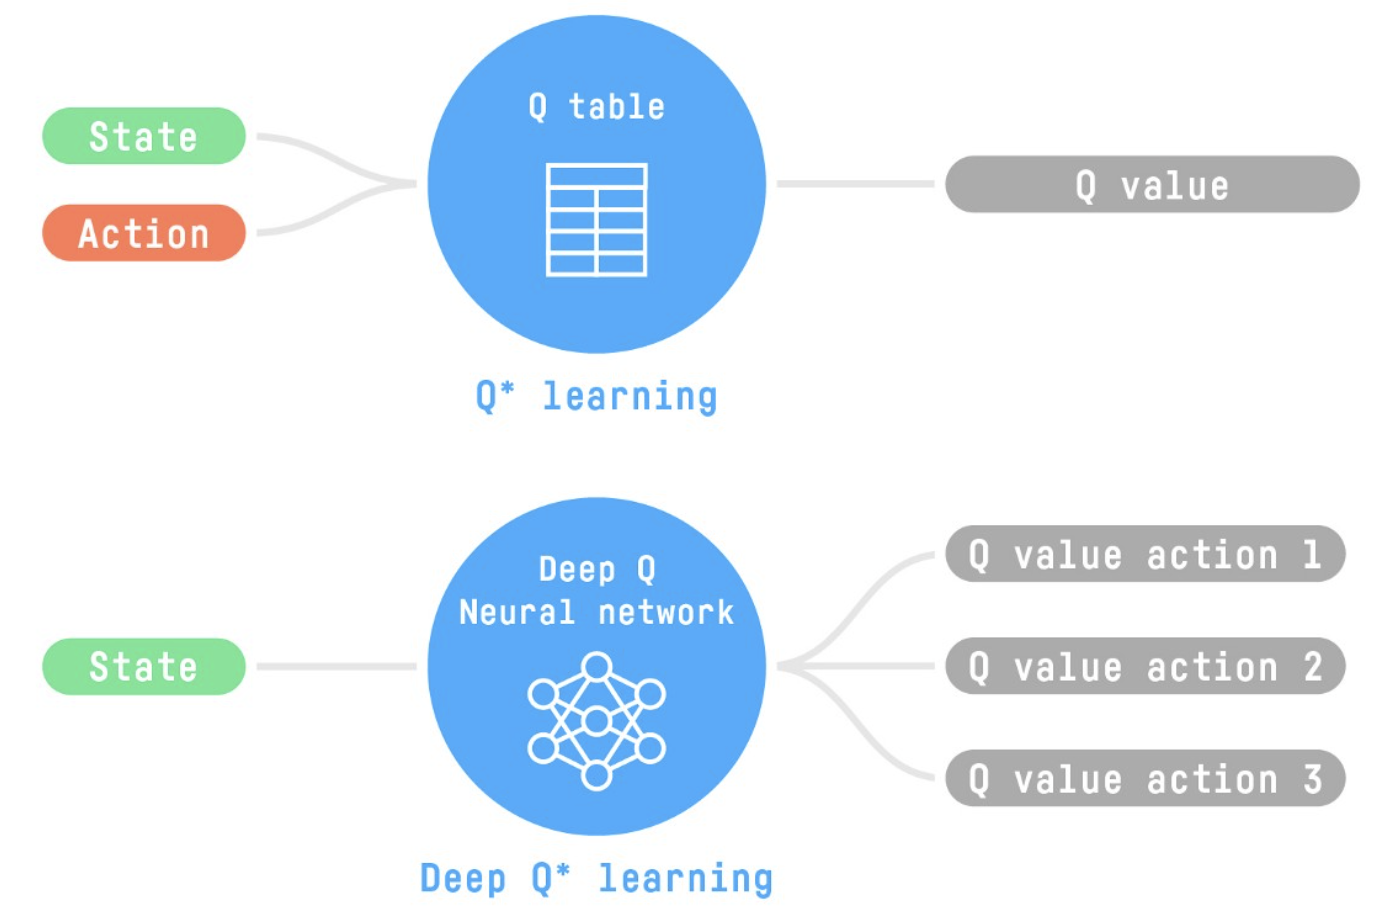 Q table
State
Action
Q value
Q* learning
Deep Q
Neural network
State
Q value action 1
Q value action 2
Q value action 3
Deep Q* learning